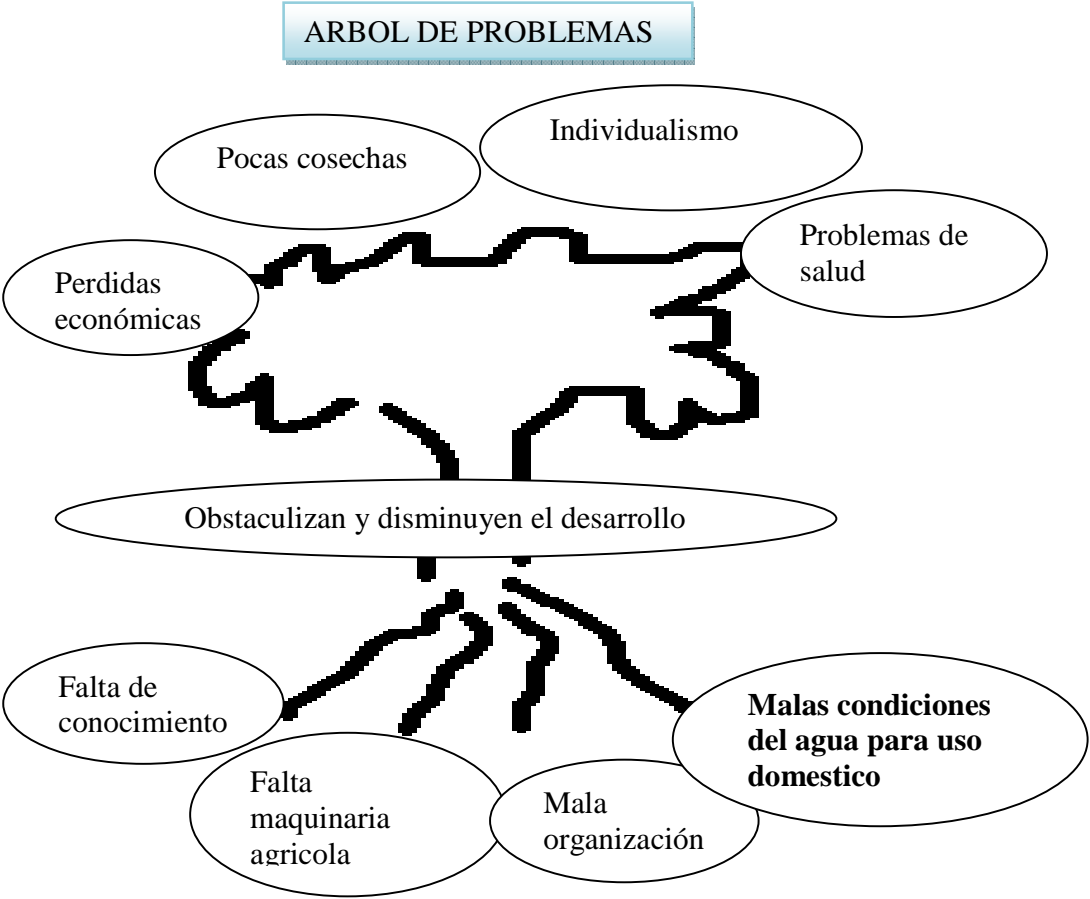 ARBOL DE PROBLEMAS
Individualismo
Pocas cosechas
Problemas de
salud
Perdidas
económicas
Obstaculizan y disminuyen el desarrollo
Falta de
conocimiento
Malas condiciones
del agua para uso
domestico
Falta
maquinaria
agricola
Mala
organización